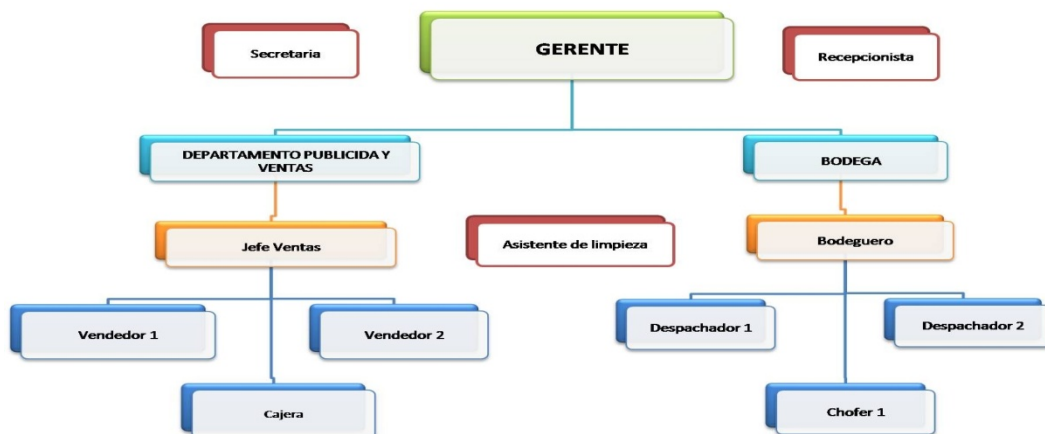 Secretaria
GERENTE
Recepcionista
DEPARTAMENTO PUBLICIDA Y
VENTAS
BODEGA
Jefe Ventas
Asistente de limpieza
Bodeguero
Vendedor 1
Vendedor 2
Despachador 1
Despachador 2
Cajera
Chofer 1